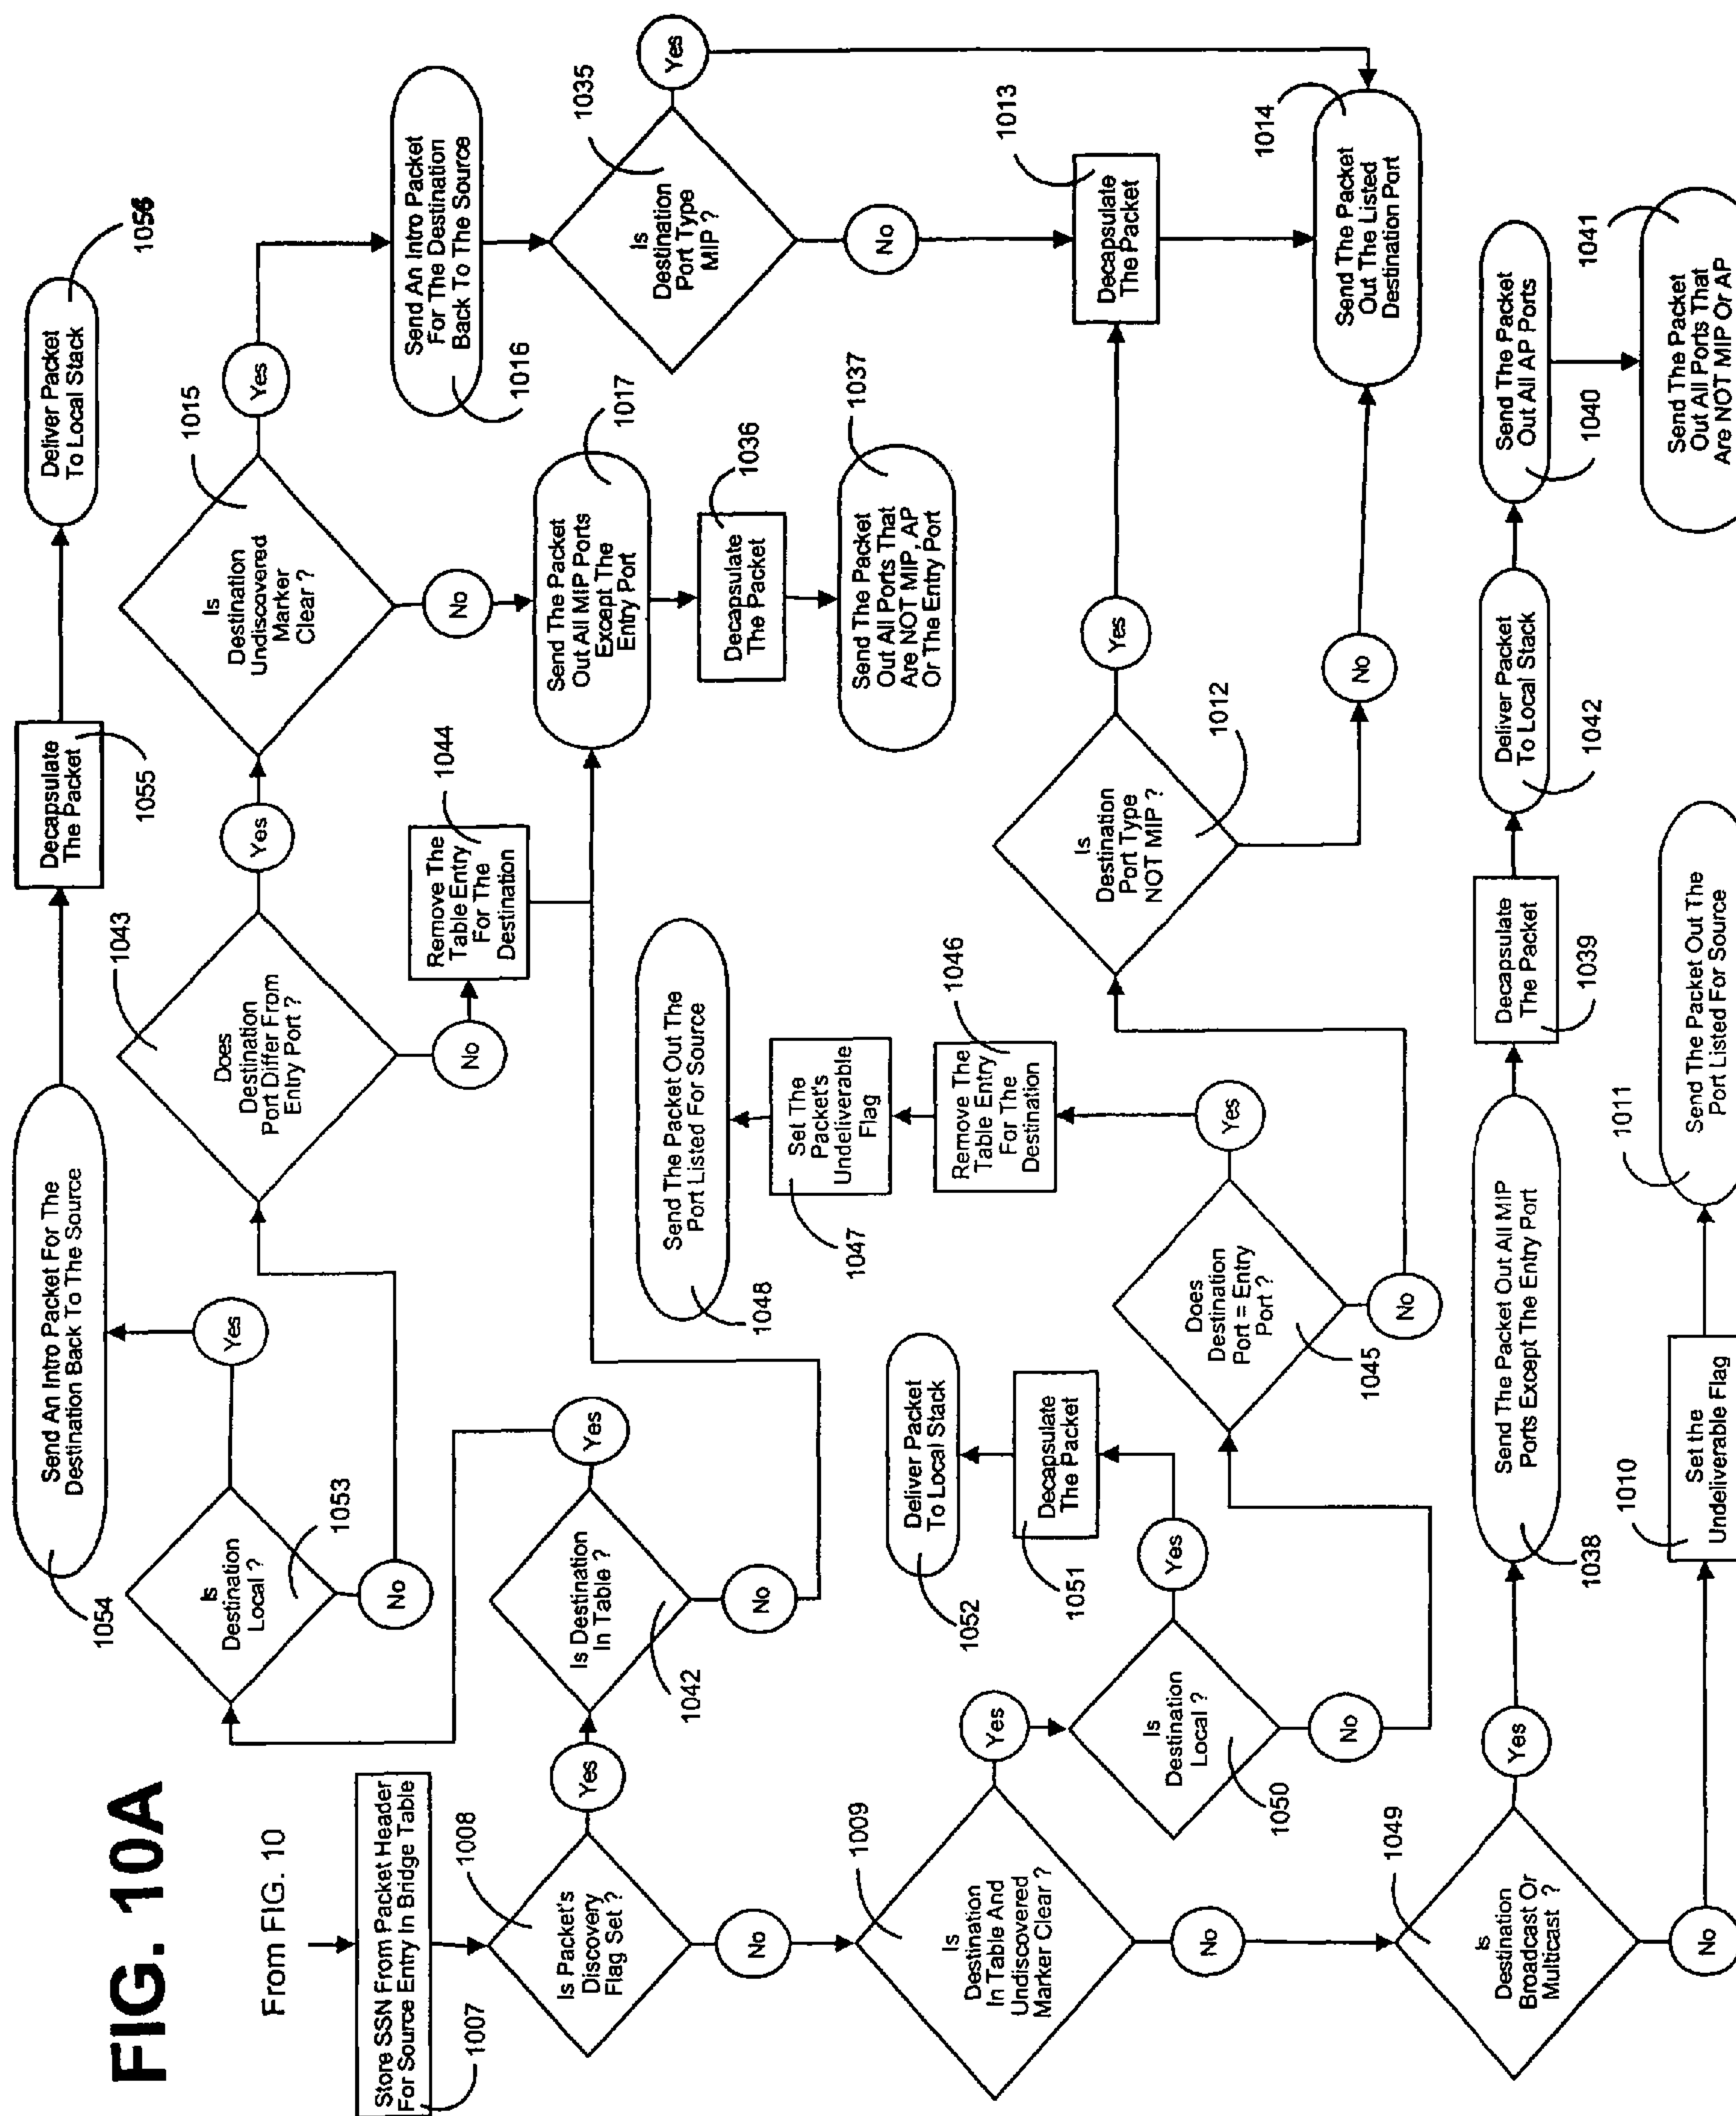 FIG. 10A
From FIG. 10
Store SSN From Packet Header
For Source Entry In Bridge Table
1007
Is Packet's
Discovery
Flag Set ?
1008
Yes
No
Is Destination
In Table ?
1042
Yes
No
Is
Destination
Local ?
1053
Yes
No
Send An Intro Packet For The
Destination Back To The Source
1054
Decapsulate
The Packet
1055
Deliver Packet
To Local Stack
1056
Does
Destination
Port Differ From
Entry Port ?
1043
Yes
No
Remove The
Table Entry
For The
Destination
1044
Is
Destination
Undiscovered
Marker
Clear ?
1015
Yes
No
Send An Intro Packet
For The Destination
Back To The Source
1016
Is
Destination
Port Type
MIP ?
1035
Yes
No
Send The Packet
Out All MIP Ports
Except The
Entry Port
1017
Decapsulate
The Packet
1036
Send The Packet
Out All Ports That
Are NOT MIP, AP
Or The Entry Port
1037
Decapsulate
The Packet
1013
Send The Packet
Out The Listed
Destination Port
1014
Is
Destination
In Table And
Undiscovered
Marker Clear ?
1009
Yes
No
Is
Destination
Local ?
1050
Yes
No
Decapsulate
The Packet
1051
Deliver Packet
To Local Stack
1052
Does
Destination
Port = Entry
Port ?
1045
Yes
No
Remove The
Table Entry
For The
Destination
1046
Set The
Packet's
Undeliverable
Flag
1047
Send The Packet Out The
Port Listed For Source
1048
Is
Destination
Port Type
NOT MIP ?
1012
Yes
No
Is
Destination
Broadcast Or
Multicast
?
1049
Yes
No
Send The Packet Out All MIP
Ports Except The Entry Port
1038
Decapsulate
The Packet
1039
Deliver Packet
To Local Stack
1042
Send The Packet
Out All AP Ports
1040
Send The Packet
Out All Ports That
Are NOT MIP Or AP
1041
Set the
Undeliverable Flag
1010
Send The Packet Out The
Port Listed For Source
1011